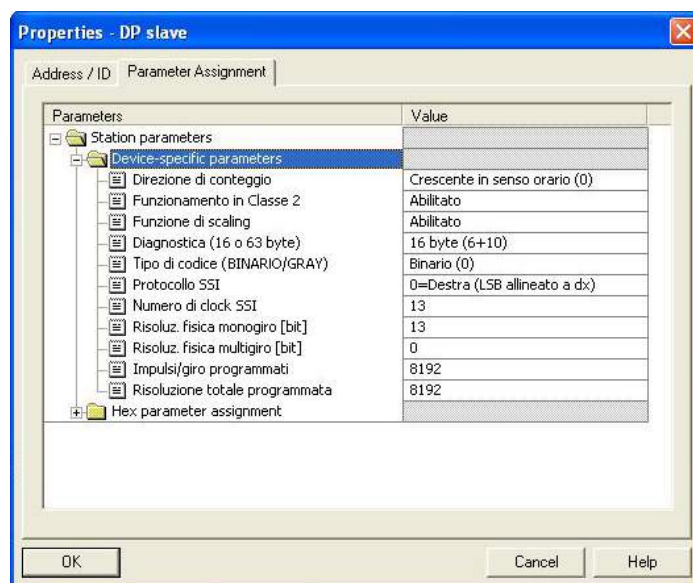 Properties - DP slave
Address / ID Parameter Assignment
Parameters Value
Station parameters
Device-specific parameters
Direzione di conteggio Crescente in senso orario (0)
Funzionamento in Classe 2 Abilitato
Funzione di scaling Abilitato
Diagnostica (16 o 63 byte) 16 byte (6+10)
Tipo di codice (BINARIO/GRAY) Binario (0)
Protocollo SSI 0=Destra (LSB allineato a dx)
Numero di clock SSI 13
Risoluz. fisica monogiro [bit] 13
Risoluz. fisica multigiro [bit] 0
Impulsi/giro programmati 8192
Risoluzione totale programmata 8192
Hex parameter assignment
OK Cancel Help